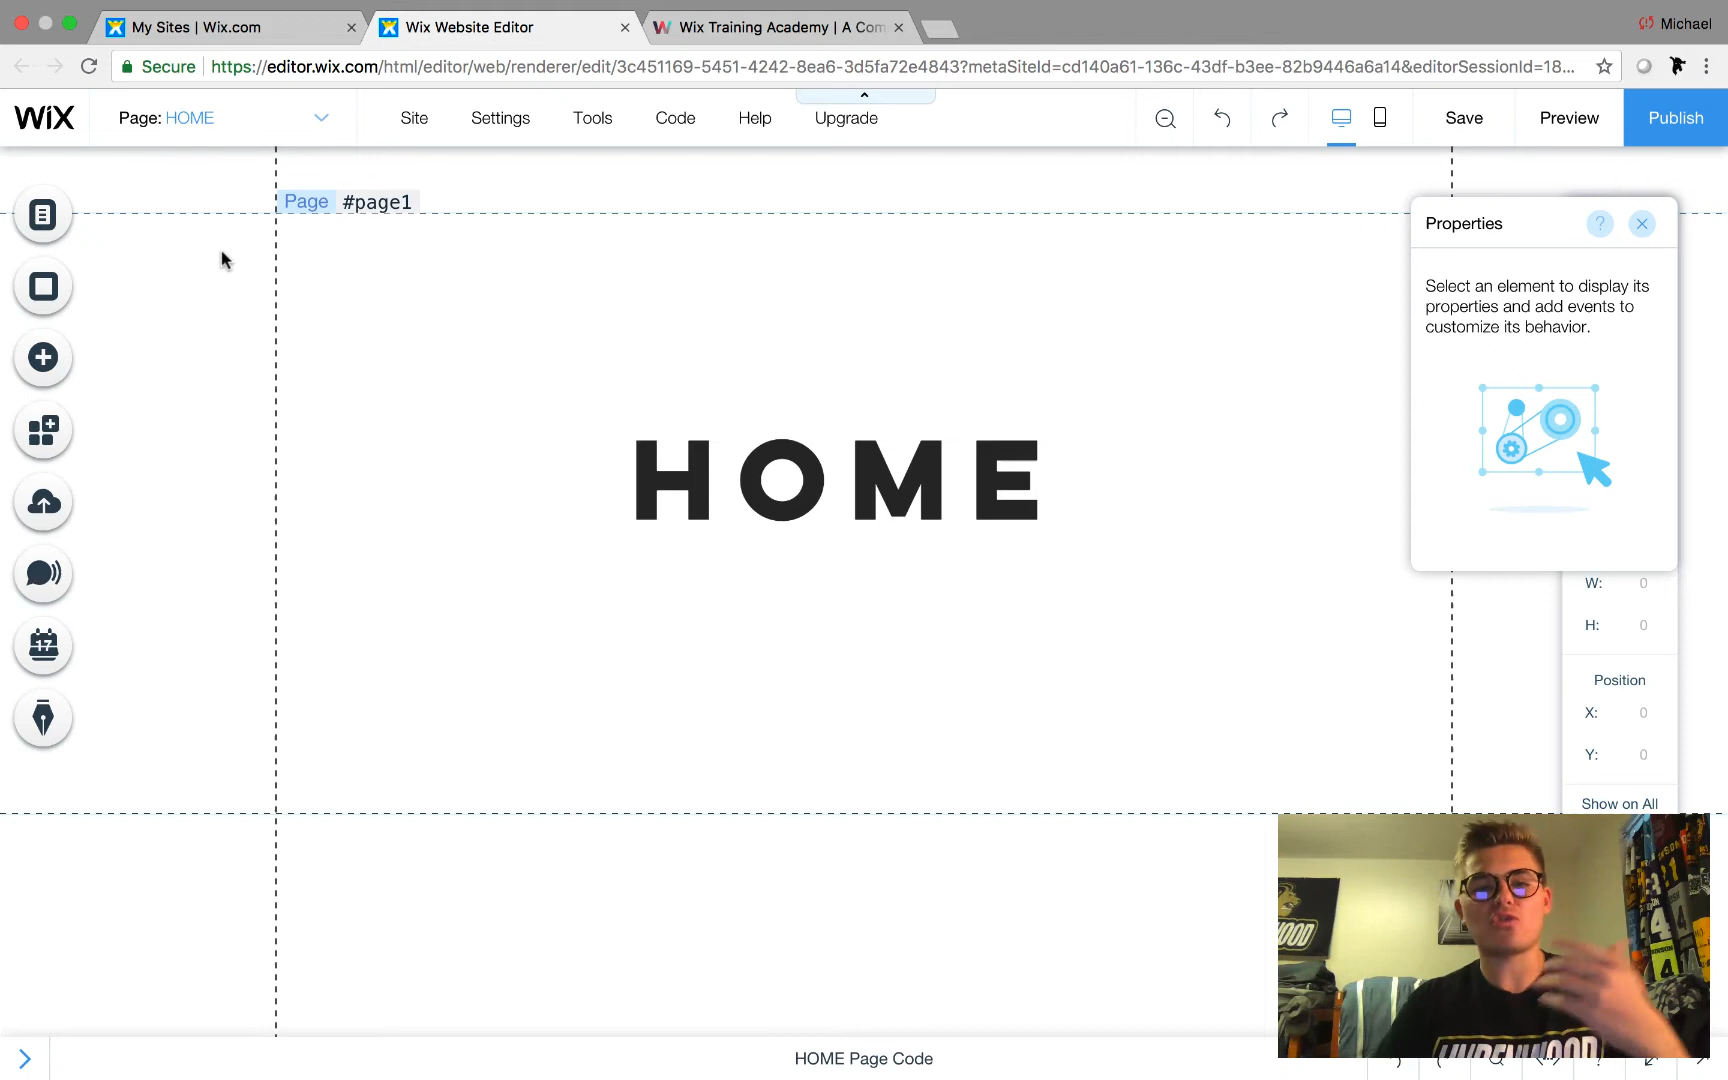 My Sites | Wix.com
Wix Website Editor
Wix Training Academy | A Com
Michael
Secure
https://editor.wix.com/html/editor/web/renderer/edit/3c451169-5451-4242-8ea6-3d5fa72e4843?metaSiteId=cd140a61-136c-43df-b3ee-82b9446a6a14&editorSessionId=18...
WiX
Page: HOME
Site
Settings
Tools
Code
Help
Upgrade
Save
Preview
Publish
Page #page1
Properties
?
Select an element to display its
properties and add events to
customize its behavior.
HOME
17
W: 0
H: 0
Position
X: 0
Y: 0
Show on All
HOME Page Code
LINDENWOOD